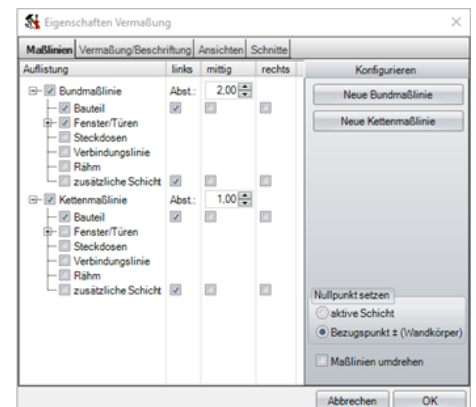 Eigenschaften Vermaßung
Maßlinien Vermaßung/Beschriftung Ansichten Schnitte
Auflistung links mittig rechts Konfigurieren
Bundmaßlinie Abst.: 2,00 Neue Bundmaßlinie
Bauteil
Fenster/Türen Neue Kettenmaßlinie
Steckdosen
Verbindungslinie
Rähm
zusätzliche Schicht
Kettenmaßlinie Abst.: 1,00
Bauteil
Fenster/Türen
Steckdosen
Verbindungslinie
Rähm
zusätzliche Schicht
Nullpunkt setzen
aktive Schicht
Bezugspunkt ‡ (Wandkörper)
Maßlinien umdrehen
Abbrechen OK